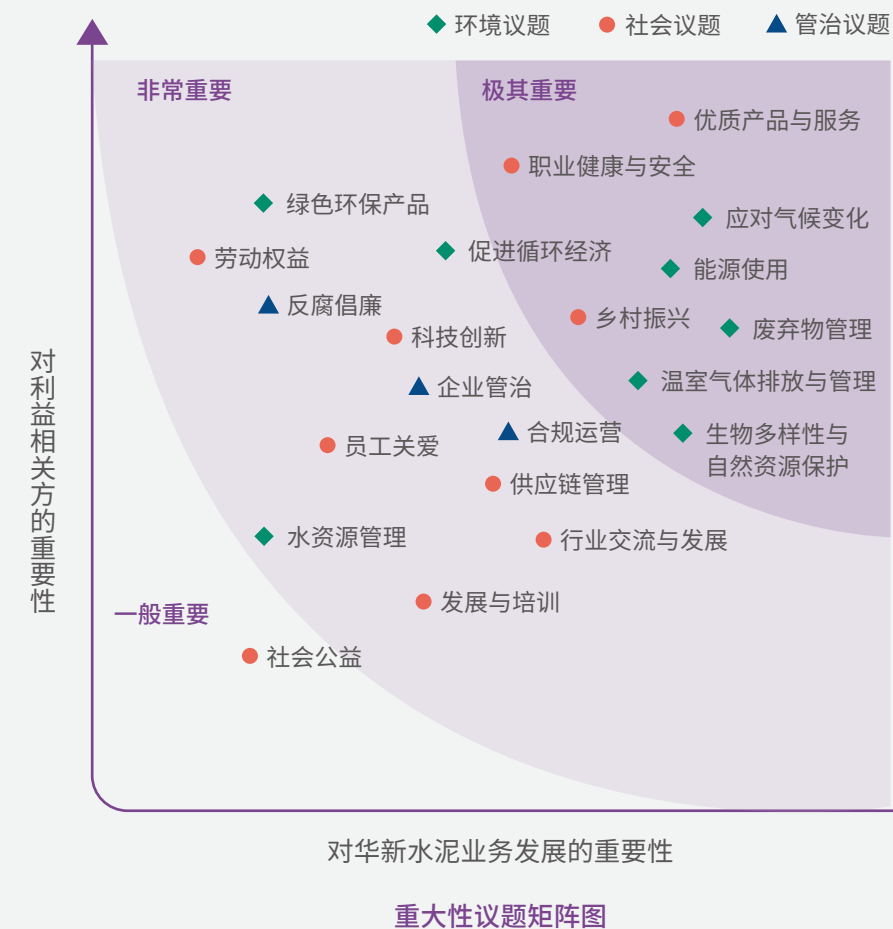 环境议题
社会议题
管治议题
非常重要
极其重要
优质产品与服务
职业健康与安全
绿色环保产品
应对气候变化
劳动权益
促进循环经济
能源使用
反腐倡廉
乡村振兴
科技创新
废弃物管理
企业管治
温室气体排放与管理
合规运营
生物多样性与
自然资源保护
员工关爱
供应链管理
水资源管理
行业交流与发展
发展与培训
一般重要
社会公益
对利益相关方的重要性
对华新水泥业务发展的重要性
重大性议题矩阵图